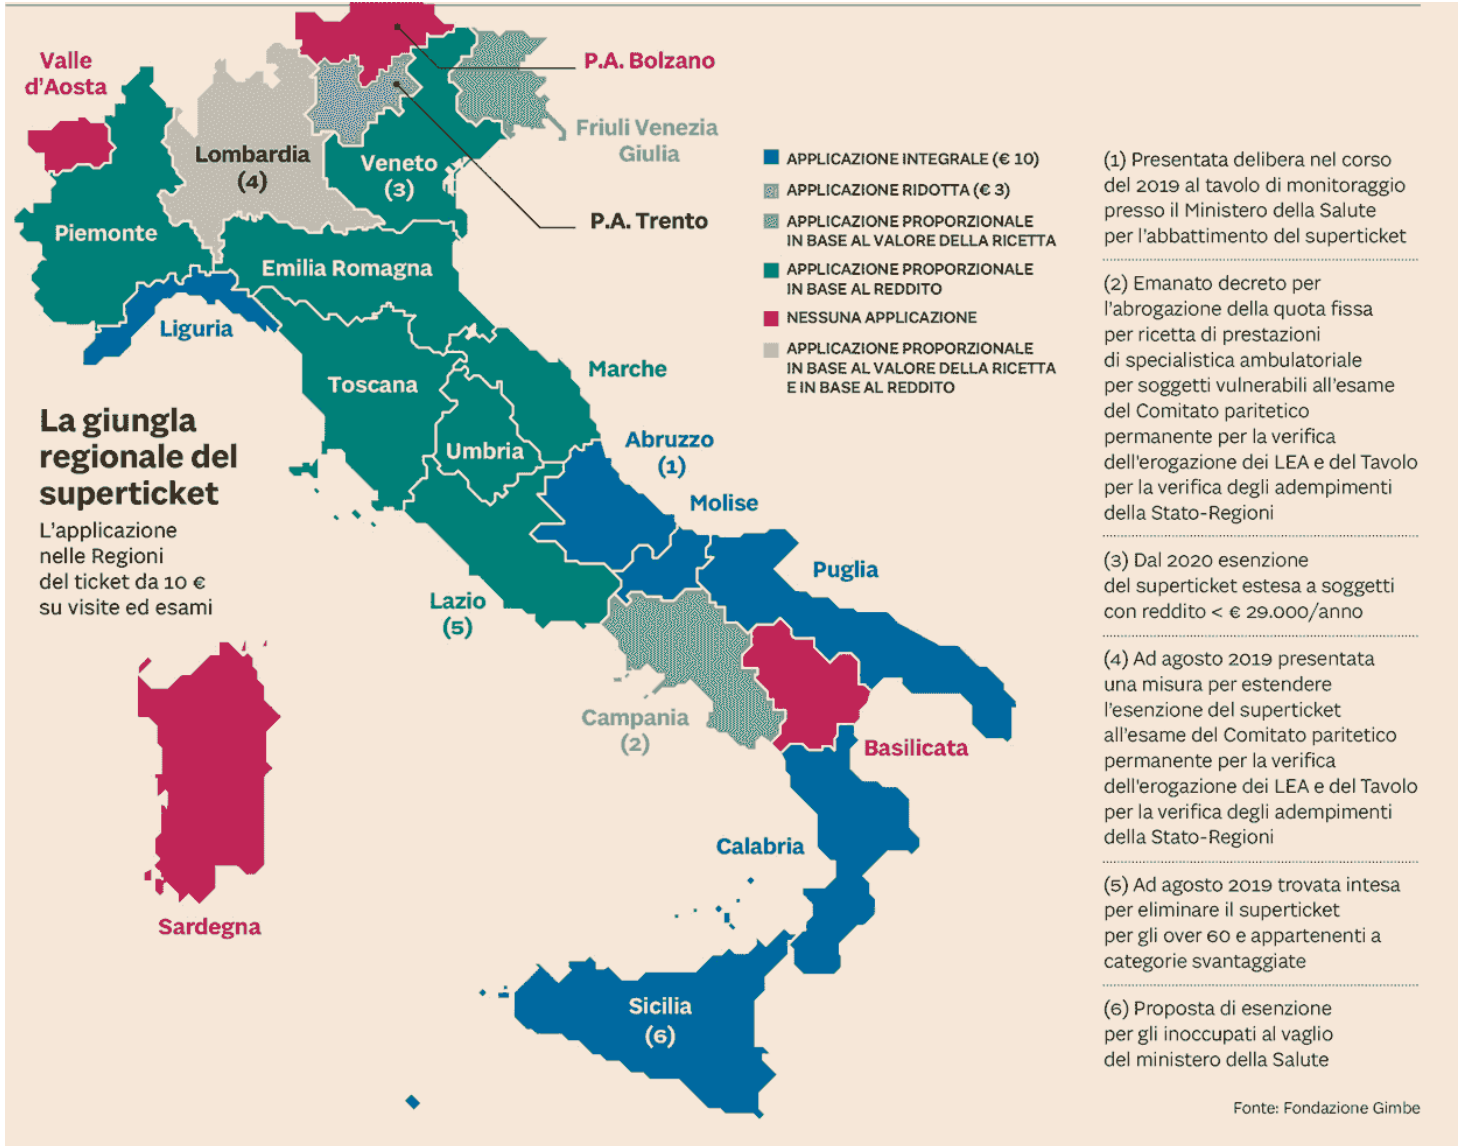 Valle
d'Aosta
P.A. Bolzano
Friuli Venezia
Giulia
Lombardia
(4)
Veneto
(3)
P.A. Trento
Piemonte
Emilia Romagna
Liguria
Toscana
Marche
Umbria
Abruzzo
(1)
Molise
Puglia
Lazio
(5)
Campania
(2)
Basilicata
Calabria
Sardegna
Sicilia
(6)
La giungla
regionale del
superticket
L'applicazione
nelle Regioni
del ticket da 10 €
su visite ed esami
APPLICAZIONE INTEGRALE (€ 10)
APPLICAZIONE RIDOTTA (€ 3)
APPLICAZIONE PROPORZIONALE
IN BASE AL VALORE DELLA RICETTA
APPLICAZIONE PROPORZIONALE
IN BASE AL REDDITO
NESSUNA APPLICAZIONE
APPLICAZIONE PROPORZIONALE
IN BASE AL VALORE DELLA RICETTA
E IN BASE AL REDDITO
(1) Presentata delibera nel corso
del 2019 al tavolo di monitoraggio
presso il Ministero della Salute
per l'abbattimento del superticket
(2) Emanato decreto per
l'abrogazione della quota fissa
per ricetta di prestazioni
di specialistica ambulatoriale
per soggetti vulnerabili all'esame
del Comitato paritetico
permanente per la verifica
dell'erogazione dei LEA e del Tavolo
per la verifica degli adempimenti
della Stato-Regioni
(3) Dal 2020 esenzione
del superticket estesa a soggetti
con reddito < € 29.000/anno
(4) Ad agosto 2019 presentata
una misura per estendere
l'esenzione del superticket
all'esame del Comitato paritetico
permanente per la verifica
dell'erogazione dei LEA e del Tavolo
per la verifica degli adempimenti
della Stato-Regioni
(5) Ad agosto 2019 trovata intesa
per eliminare il superticket
per gli over 60 e appartenenti a
categorie svantaggiate
(6) Proposta di esenzione
per gli inoccupati al vaglio
del ministero della Salute
Fonte: Fondazione Gimbe